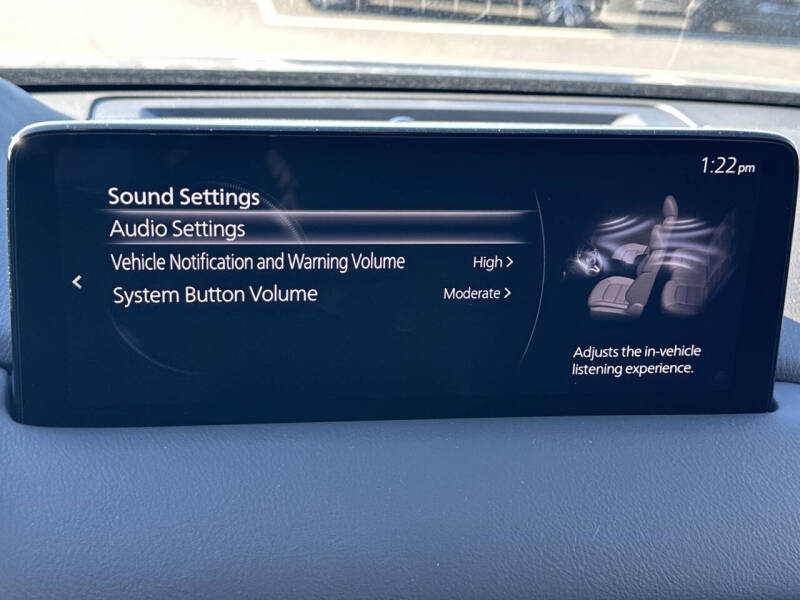 1:22pm
Sound Settings
Audio Settings
Vehicle Notification and Warning Volume High >
System Button Volume Moderate >
Adjusts the in-vehicle
listening experience.